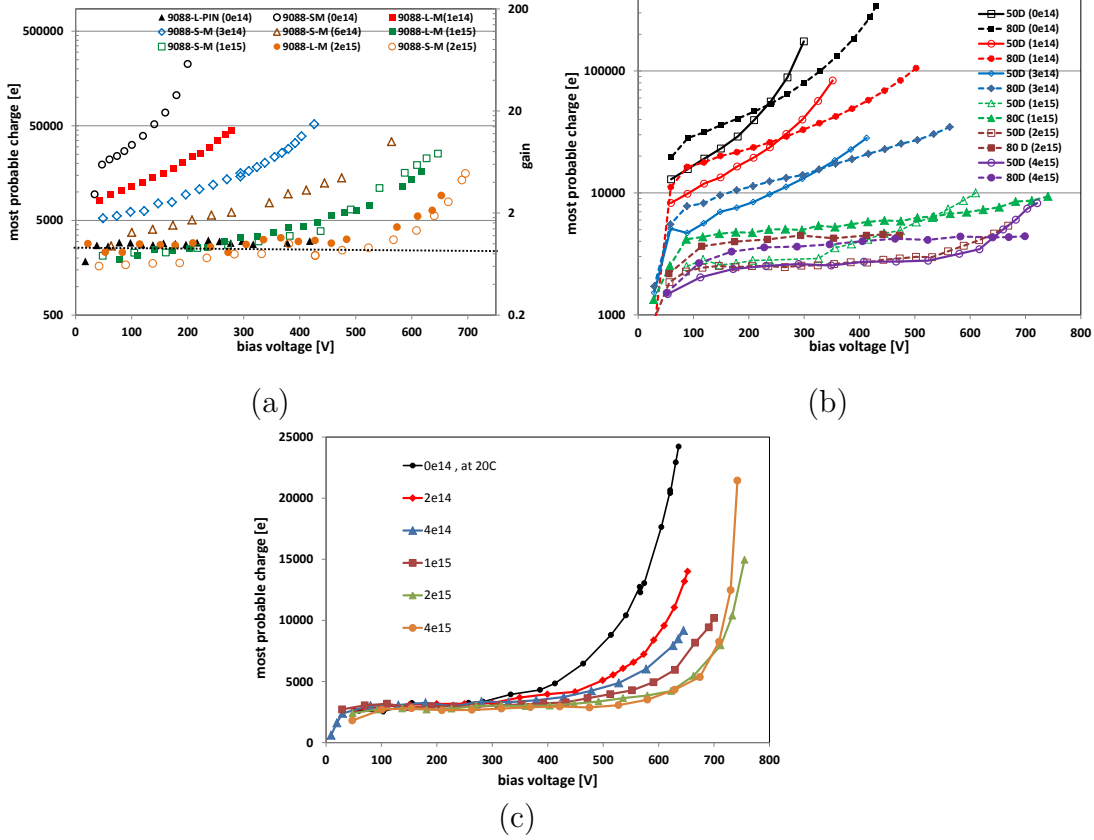 9088-L-PIN (0e14) 9088-SM (0e14) 9088-L-M(1e14)
9088-S-M (3e14) 9088-S-M (6e14) 9088-L-M (1e15)
9088-S-M (1e15) 9088-L-M (2e15) 9088-S-M (2e15)
500000
50000
5000
500
most probable charge [e]
200
20
2
0.2
gain
0 100 200 300 400 500 600 700
bias voltage [V]
(a)
100000
10000
1000
most probable charge [e]
50D (0e14)
80D (0e14)
50D (1e14)
80D (1e14)
50D (3e14)
80D (3e14)
50D (1e15)
80C (1e15)
50D (2e15)
80 D (2e15)
50D (4e15)
80D (4e15)
0 100 200 300 400 500 600 700 800
bias voltage [V]
(b)
25000
20000
15000
10000
5000
0
most probable charge [e]
0e14 , at 20C
2e14
4e14
1e15
2e15
4e15
0 100 200 300 400 500 600 700 800
bias voltage [V]
(c)